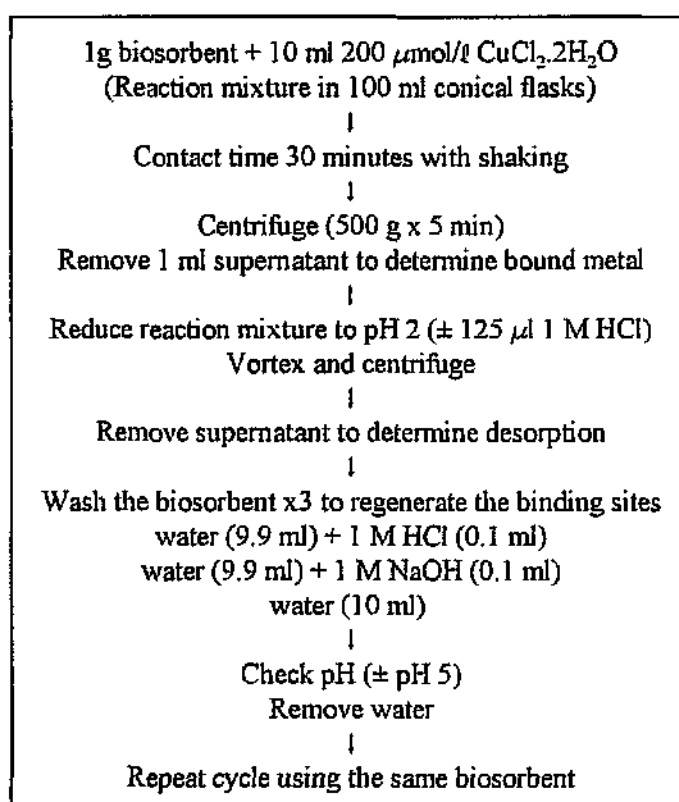 1g biosorbent + 10 ml 200 μmol/ℓ CuCl₂.2H₂O
(Reaction mixture in 100 ml conical flasks)
↓
Contact time 30 minutes with shaking
↓
Centrifuge (500 g x 5 min)
Remove 1 ml supernatant to determine bound metal
↓
Reduce reaction mixture to pH 2 (± 125 μl 1 M HCl)
Vortex and centrifuge
↓
Remove supernatant to determine desorption
↓
Wash the biosorbent x3 to regenerate the binding sites
water (9.9 ml) + 1 M HCl (0.1 ml)
water (9.9 ml) + 1 M NaOH (0.1 ml)
water (10 ml)
↓
Check pH (± pH 5)
Remove water
↓
Repeat cycle using the same biosorbent